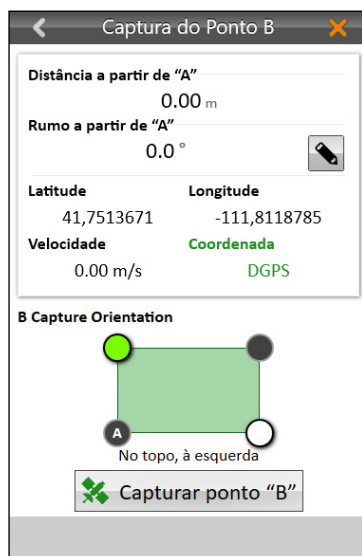 Captura do Ponto B
Distância a partir de “A”
0.00 m
Rumo a partir de “A”
0.0 °
Latitude Longitude
41,7513671 -111,8118785
Velocidade Coordenada
0.00 m/s DGPS
B Capture Orientation
A
No topo, à esquerda
Capturar ponto “B”